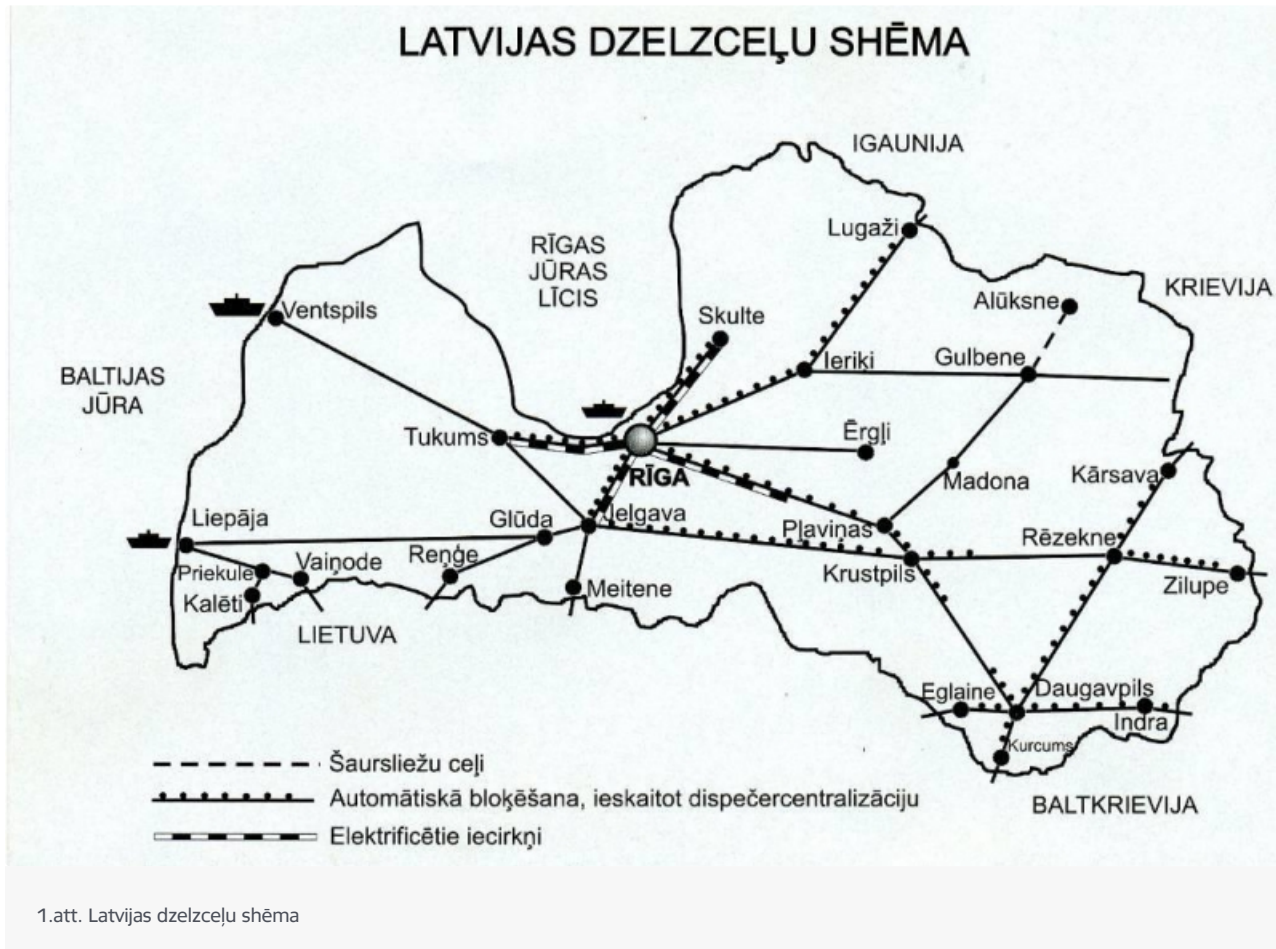 LATVIJAS DZELZCEĻU SHĒMA
IGAUNIJA
Lugaži
RĪGAS
JŪRAS
LĪCIS
KRIEVIJA
Alūksne
Ventspils
Skulte
Ieriķi
Gulbene
BALTIJAS
JŪRA
Tukums
Ērgļi
RĪGA
Madona
Kārsava
Liepāja
Glūda
Jelgava
Pļaviņas
Rēzekne
Priekule
Vaiņode
Reņģe
Krustpils
Zilupe
Kalēti
Meitene
LIETUVA
Eglaine
Daugavpils
Indra
Kurcums
Šaursliežu ceļi
Automātiskā bloķēšana, ieskaitot dispečercentralizāciju
BALTKRIEVIJA
Elektrificētie iecirkņi
1.att. Latvijas dzelzceļu shēma